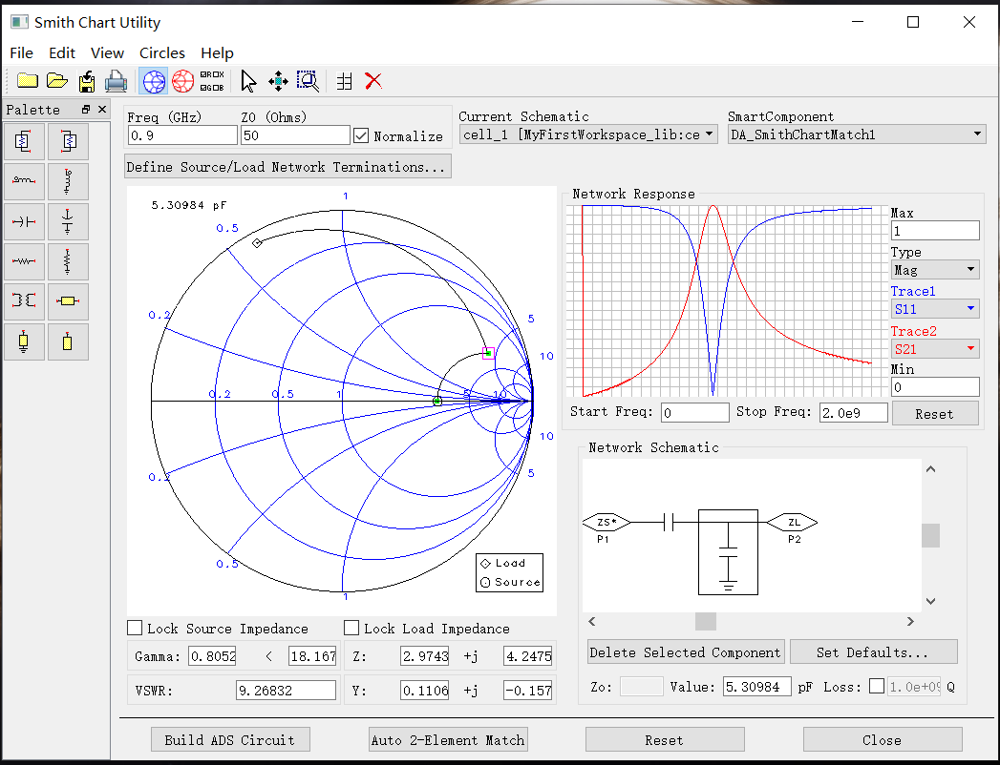 Smith Chart Utility
File Edit View Circles Help
Palette
Freq (GHz) Z0 (Ohms)
0.9 50 Normalize
Current Schematic SmartComponent
cell_1 [MyFirstWorkspace_lib:ce DA_SmithChartMatch1
Define Source/Load Network Terminations...
5.30984 pF
1
0.5
5
0.2
10
0.2 0.5 1 5 10
10
0.2
5
0.5
1
Load
Source
Network Response
Max
1
Type
Mag
Trace1
S11
Trace2
S21
Min
0
Start Freq: 0 Stop Freq: 2.0e9 Reset
Network Schematic
ZS* ZL
P1 P2
Delete Selected Component Set Defaults...
Zo: Value: 5.30984 pF Loss: 1.0e+09 Q
Lock Source Impedance Lock Load Impedance
Gamma: 0.8052 < 18.167 Z: 2.9743 +j 4.2475
VSWR: 9.26832 Y: 0.1106 +j -0.157
Build ADS Circuit Auto 2-Element Match Reset Close